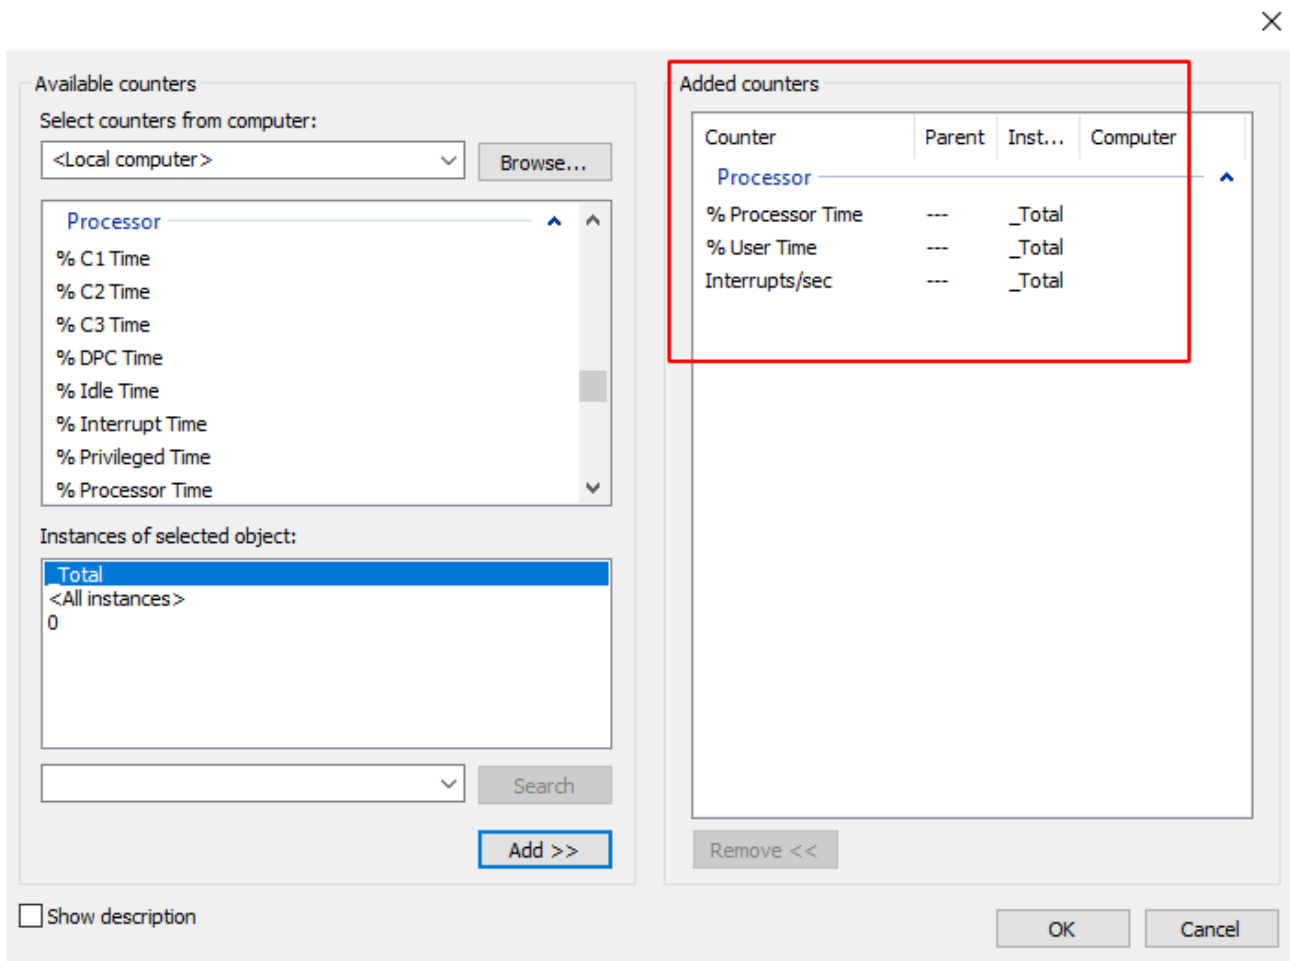 Available counters
Select counters from computer:
<Local computer>
Browse...
Processor
% C1 Time
% C2 Time
% C3 Time
% DPC Time
% Idle Time
% Interrupt Time
% Privileged Time
% Processor Time
Instances of selected object:
_Total
<All instances>
0
Search
Add >>
Show description
Added counters
Counter Parent Inst... Computer
Processor
% Processor Time --- _Total
% User Time --- _Total
Interrupts/sec --- _Total
Remove <<
OK Cancel